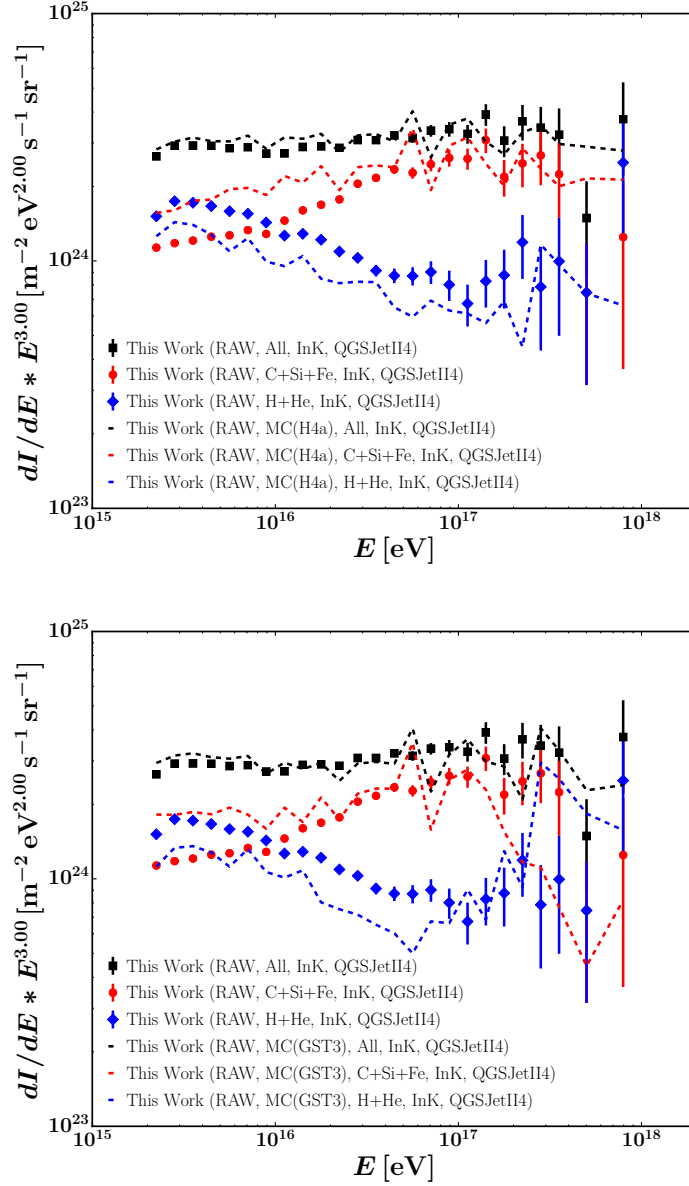 10^25
10^24
10^23
dI/dE * E^3.00 [m^−2 eV^2.00 s^−1 sr^−1]
This Work (RAW, All, InK, QGSJetII4)
This Work (RAW, C+Si+Fe, InK, QGSJetII4)
This Work (RAW, H+He, InK, QGSJetII4)
This Work (RAW, MC(H4a), All, InK, QGSJetII4)
This Work (RAW, MC(H4a), C+Si+Fe, InK, QGSJetII4)
This Work (RAW, MC(H4a), H+He, InK, QGSJetII4)
10^15 10^16 10^17 10^18
E [eV]
10^25
10^24
10^23
dI/dE * E^3.00 [m^−2 eV^2.00 s^−1 sr^−1]
This Work (RAW, All, InK, QGSJetII4)
This Work (RAW, C+Si+Fe, InK, QGSJetII4)
This Work (RAW, H+He, InK, QGSJetII4)
This Work (RAW, MC(GST3), All, InK, QGSJetII4)
This Work (RAW, MC(GST3), C+Si+Fe, InK, QGSJetII4)
This Work (RAW, MC(GST3), H+He, InK, QGSJetII4)
10^15 10^16 10^17 10^18
E [eV]